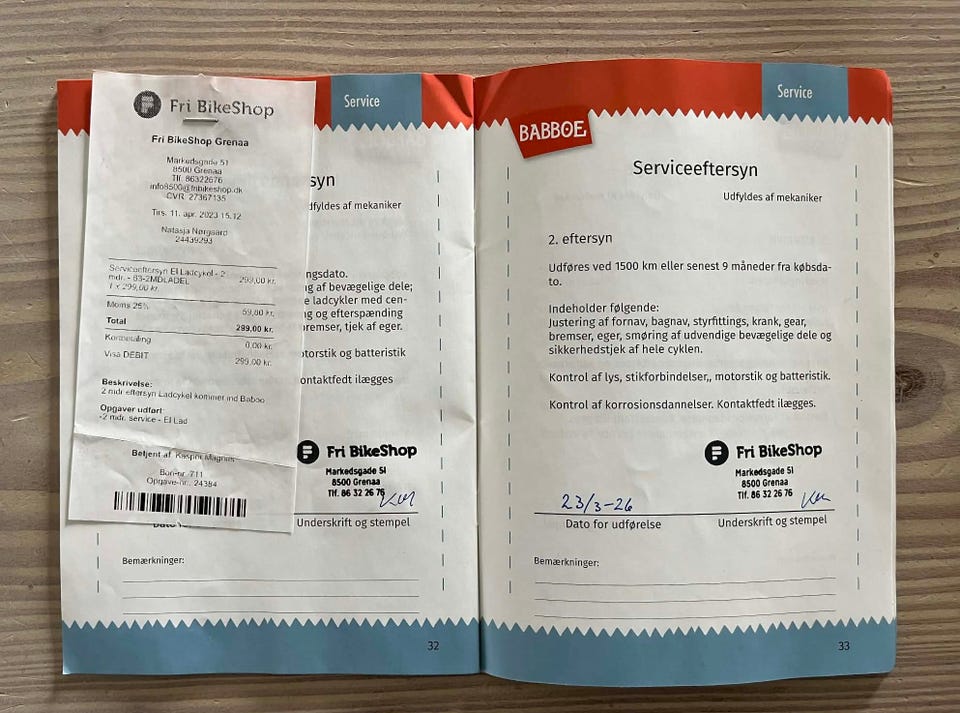 Fri BikeShop
Fri BikeShop Grenaa
Markedsgade 51
8500 Grenaa
Tlf. 86322676
info8500@fribikeshop.dk
CVR: 27367135
Tirs. 11. apr. 2023 15.12
Natasja Nørgaard
24439293
Serviceeftersyn El Ladcykel - 2
mdr. - 63-2MDLADEL 299,00 kr.
1 x 299,00 kr.
Moms 25% 59,80 kr.
Total 299,00 kr.
0,00 kr.
Visa DEBIT 299,00 kr.
Beskrivelse:
2 mdr eftersyn Ladcykel kommer ind Baboo
Opgaver udført:
-2 mdr. service - El Lad
Betjent af: Kasper Magnus
Bon-nr. 711
Opgave-nr.: 24384
Service
syn
dfyldes af mekaniker
ngsdato.
g af bevægelige dele;
e ladcykler med cen-
ng og efterspænding
bremser, tjek af eger.
otorstik og batteristik
ontaktfedt ilægges
Fri BikeShop
Markedsgade 51
8500 Grenaa
Tlf. 86 32 26 76
Underskrift og stempel
Bemærkninger:
32
Service
BABBOE
Serviceeftersyn
Udfyldes af mekaniker
2. eftersyn
Udføres ved 1500 km eller senest 9 måneder fra købsda-
to.
Indeholder følgende:
Justering af fornav, bagnav, styrfittings, krank, gear,
bremser, eger, smøring af udvendige bevægelige dele og
sikkerhedstjek af hele cyklen.
Kontrol af lys, stikforbindelser,, motorstik og batteristik.
Kontrol af korrosionsdannelser. Kontaktfedt ilægges.
Fri BikeShop
Markedsgade 51
8500 Grenaa
Tlf. 86 32 26 76
23/3-26
Dato for udførelse Underskrift og stempel
Bemærkninger:
33